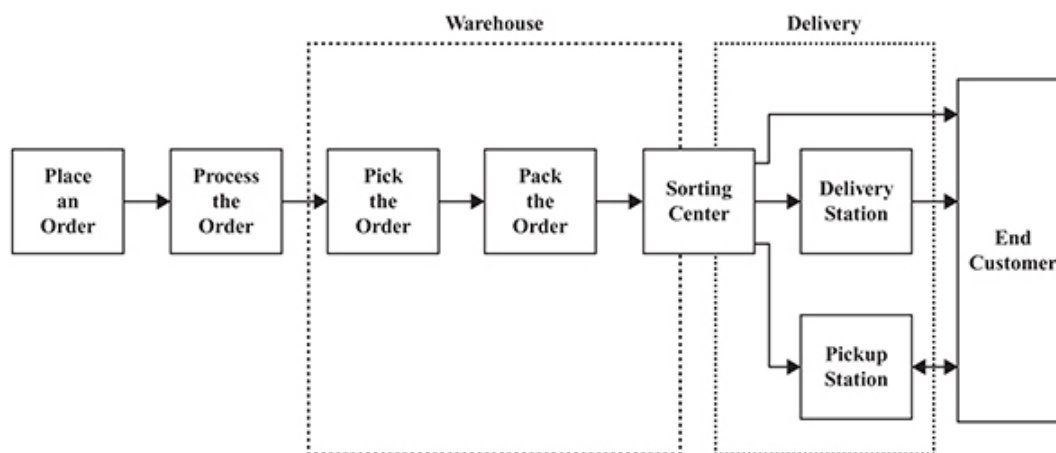 Warehouse
Delivery
Place
an
Order
Process
the
Order
Pick
the
Order
Pack
the
Order
Sorting
Center
Delivery
Station
Pickup
Station
End
Customer